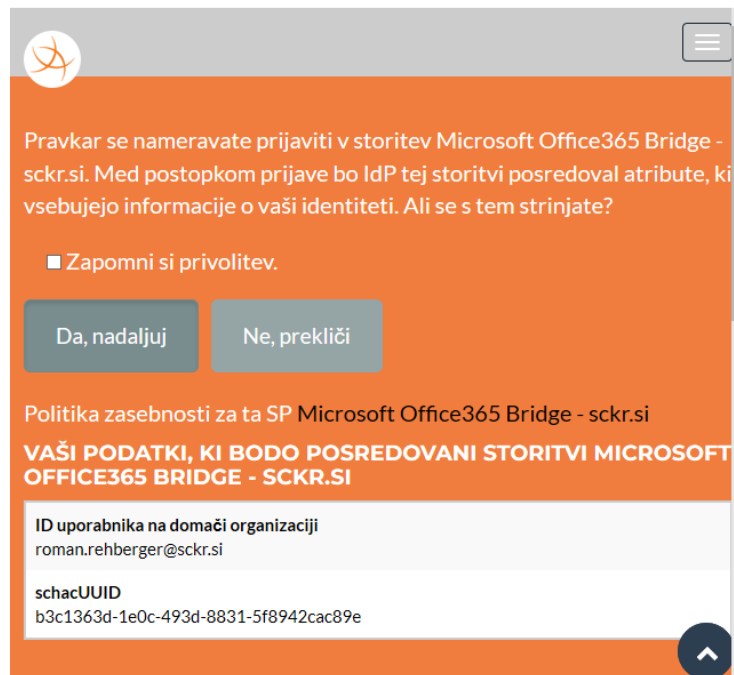 Pravkar se nameravate prijaviti v storitev Microsoft Office365 Bridge -
sckr.si. Med postopkom prijave bo IdP tej storitvi posredoval atribute, ki
vsebujejo informacije o vaši identiteti. Ali se s tem strinjate?
Zapomni si privolitev.
Da, nadaljuj
Ne, prekliči
Politika zasebnosti za ta SP Microsoft Office365 Bridge - sckr.si
VAŠI PODATKI, KI BODO POSREDOVANI STORITVI MICROSOFT
OFFICE365 BRIDGE - SCKR.SI
ID uporabnika na domači organizaciji
roman.rehberger@sckr.si
schacUUID
b3c1363d-1e0c-493d-8831-5f8942cac89e